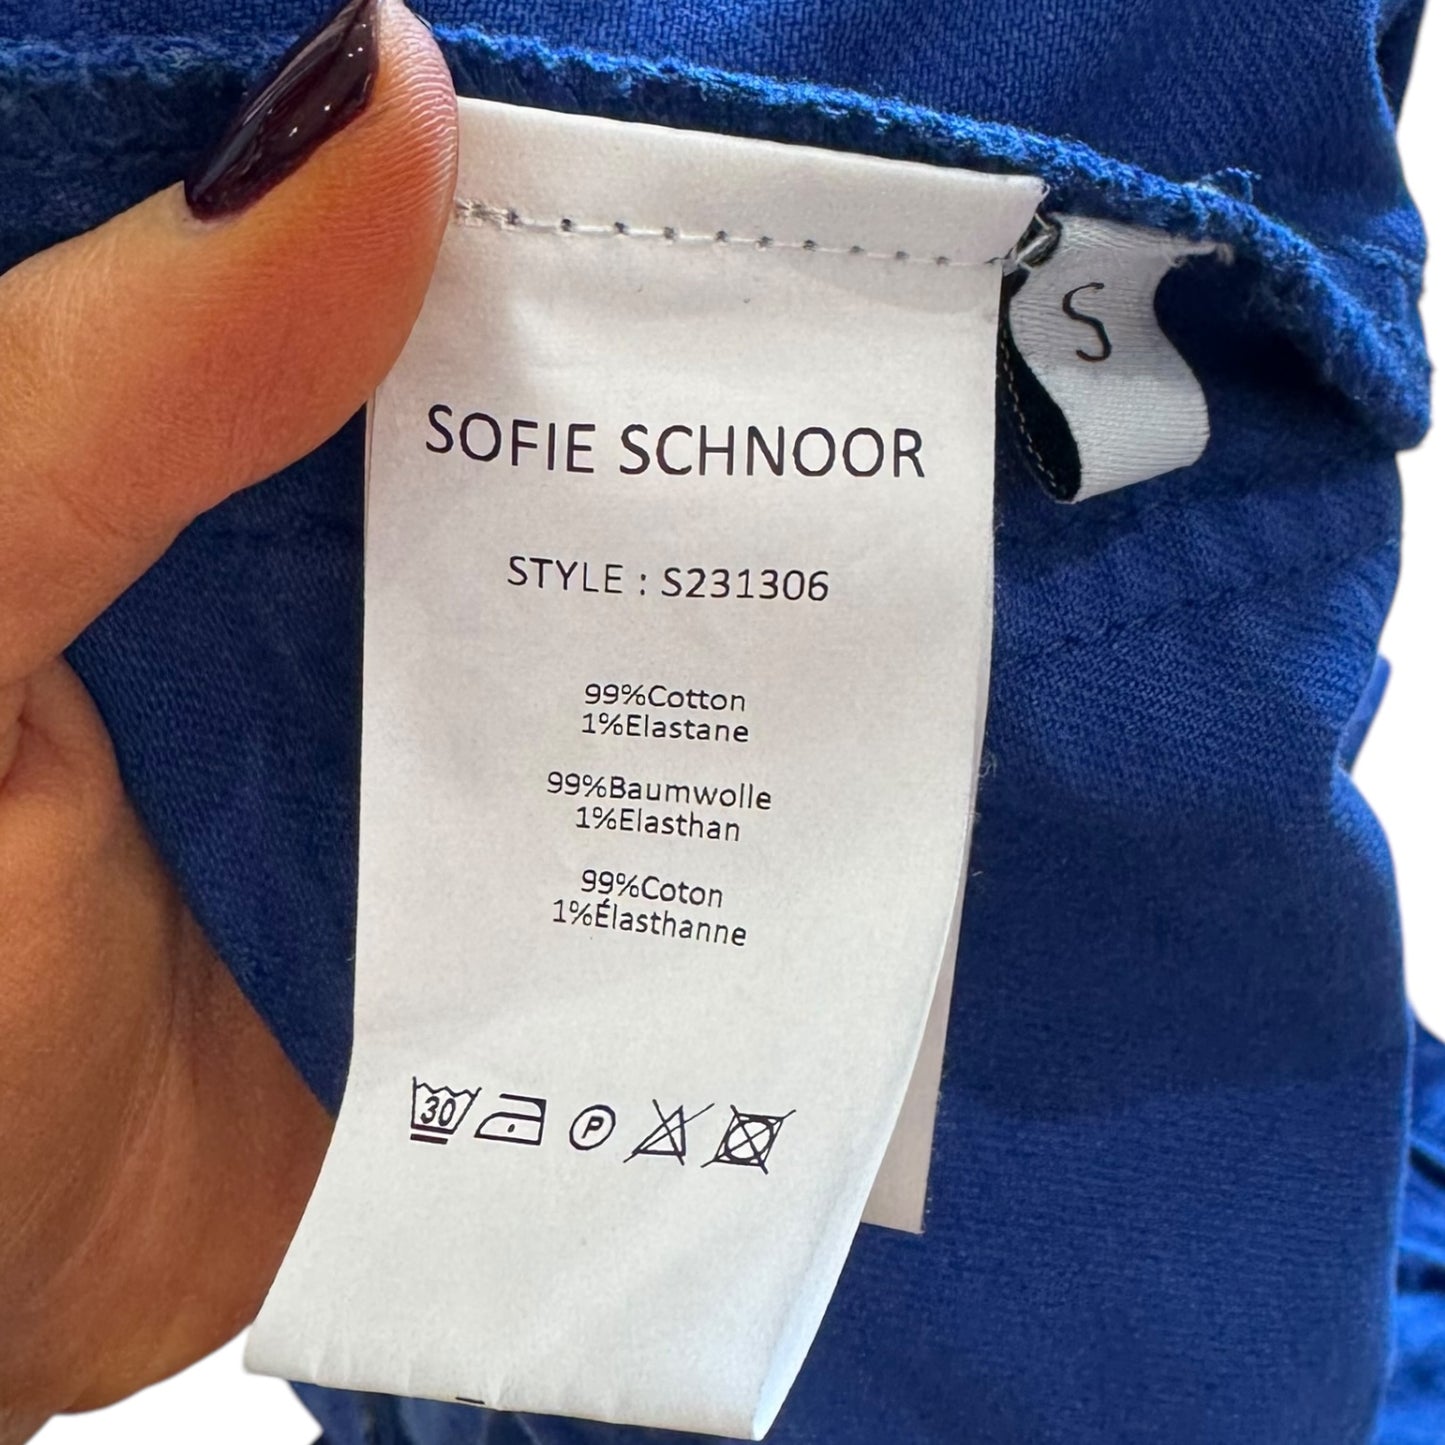 S
SOFIE SCHNOOR
STYLE : S231306
99%Cotton
1%Elastane
99%Baumwolle
1%Elasthan
99%Coton
1%Élasthanne
30
P